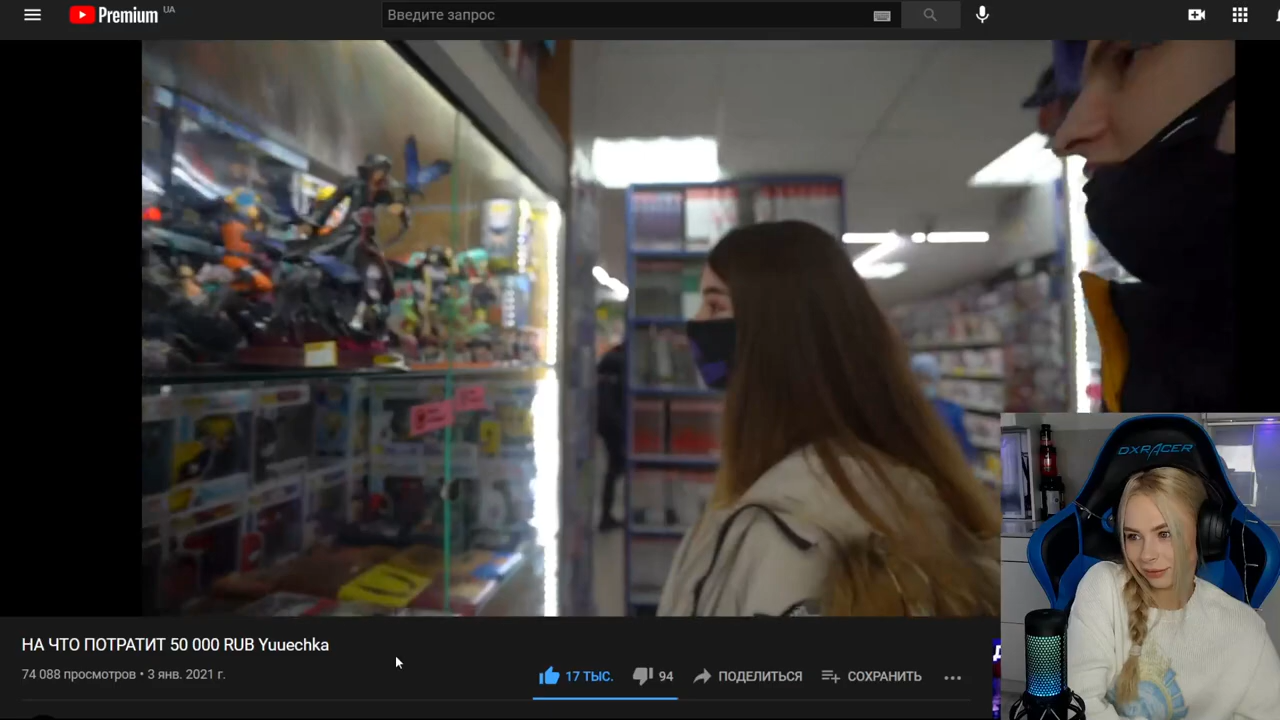 Premium UA
Введите запрос
DXRACER
НА ЧТО ПОТРАТИТ 50 000 RUB Yuuechka
74 088 просмотров • 3 янв. 2021 г.
17 ТЫС.
94
ПОДЕЛИТЬСЯ
СОХРАНИТЬ